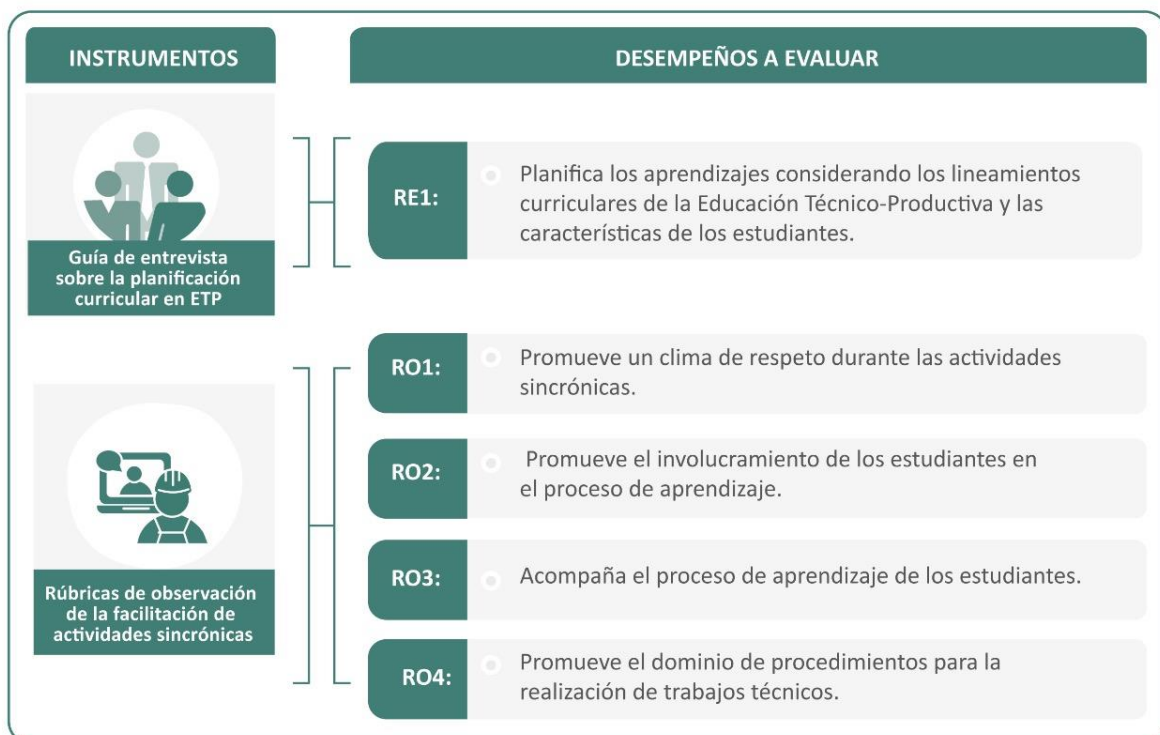 INSTRUMENTOS
DESEMPEÑOS A EVALUAR
Guía de entrevista
sobre la planificación
curricular en ETP
RE1:
Planifica los aprendizajes considerando los lineamientos
curriculares de la Educación Técnico-Productiva y las
características de los estudiantes.
Rúbricas de observación
de la facilitación de
actividades sincrónicas
RO1:
Promueve un clima de respeto durante las actividades
sincrónicas.
RO2:
Promueve el involucramiento de los estudiantes en
el proceso de aprendizaje.
RO3:
Acompaña el proceso de aprendizaje de los estudiantes.
RO4:
Promueve el dominio de procedimientos para la
realización de trabajos técnicos.